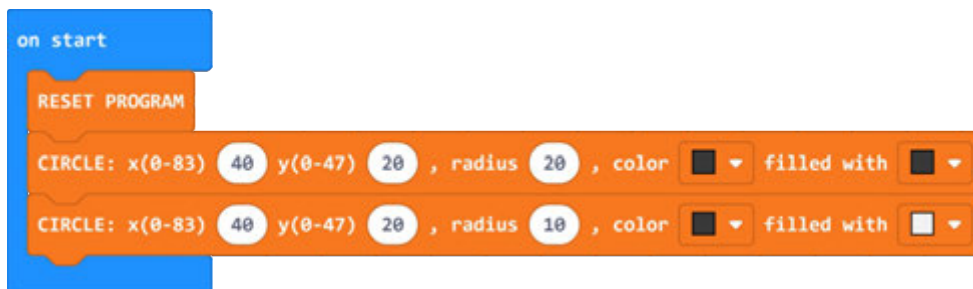 on start
RESET PROGRAM
CIRCLE: x(0-83) 40 y(0-47) 20 , radius 20 , color filled with
CIRCLE: x(0-83) 40 y(0-47) 20 , radius 10 , color filled with